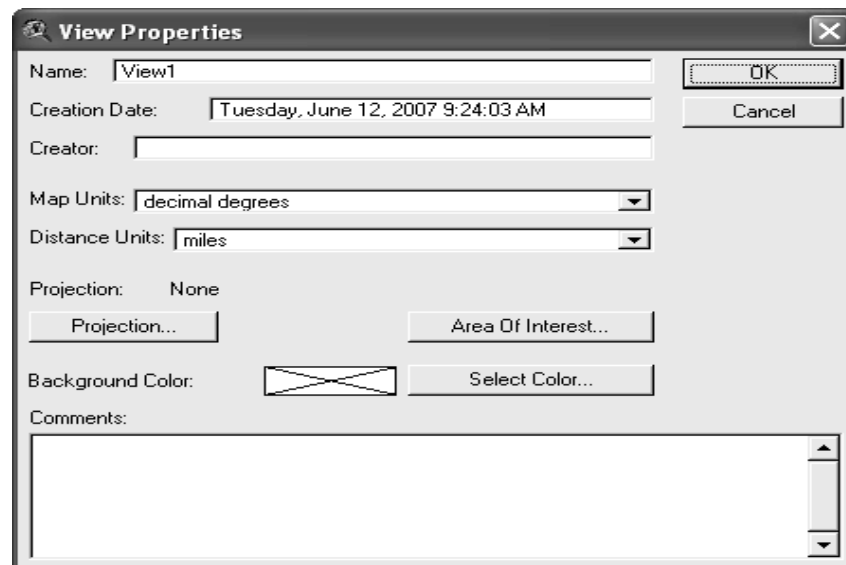 View Properties
Name: View1
OK
Creation Date: Tuesday, June 12, 2007 9:24:03 AM
Cancel
Creator:
Map Units: decimal degrees
Distance Units: miles
Projection: None
Projection...
Area Of Interest...
Background Color:
Select Color...
Comments: